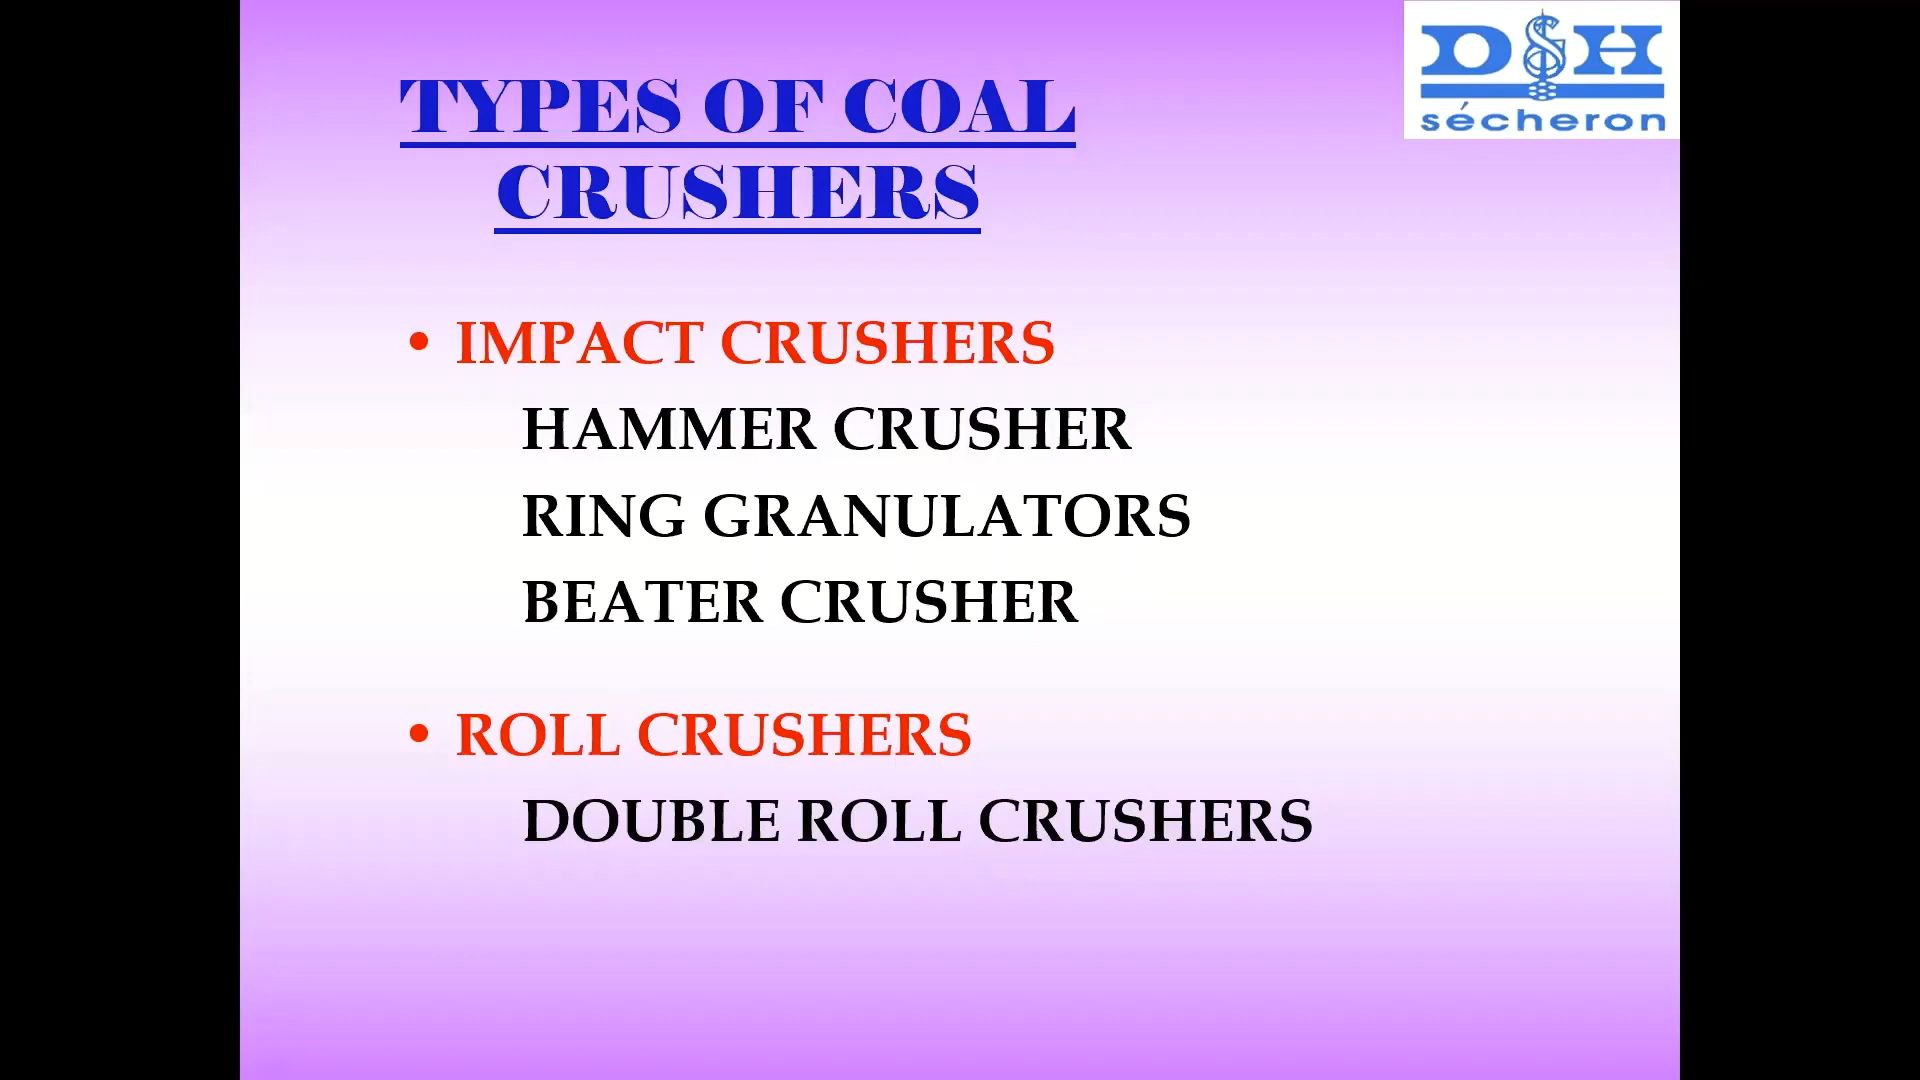 D&H
sécheron
TYPES OF COAL
CRUSHERS
• IMPACT CRUSHERS
HAMMER CRUSHER
RING GRANULATORS
BEATER CRUSHER
• ROLL CRUSHERS
DOUBLE ROLL CRUSHERS